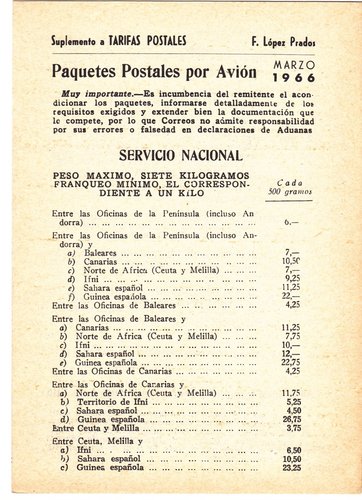 Suplemento a TARIFAS POSTALES F. López Prados
Paquetes Postales por Avión MARZO 1966
Muy importante.—Es incumbencia del remitente el acon-
dicionar los paquetes, informarse detalladamente de los
requisitos exigidos y extender bien la documentación que
le compete, por lo que Correos no admite responsabilidad
por sus errores o falsedad en declaraciones de Aduanas
SERVICIO NACIONAL
PESO MAXIMO, SIETE KILOGRAMOS
FRANQUEO MINIMO, EL CORRESPON-
DIENTE A UN KILO
Cada
500 gramos
Entre las Oficinas de la Península (incluso An-
dorra) ... 6.—
Entre las Oficinas de la Península (incluso An-
dorra) y
a) Baleares ... 7,—
b) Canarias ... 10,50
c) Norte de Africa (Ceuta y Melilla) ... 7,—
d) Ifni ... 9,25
e) Sahara español ... 11,25
f) Guinea española ... 22,—
Entre las Oficinas de Baleares ... 4,25
Entre las Oficinas de Baleares y
a) Canarias ... 11,25
b) Norte de Africa (Ceuta y Melilla) ... 7,75
c) Ifni ... 10,—
d) Sahara español ... 12,—
e) Guinea española ... 22,75
Entre las Oficinas de Canarias ... 4,25
Entre las Oficinas de Canarias y
a) Norte de Africa (Ceuta y Melilla) ... 11,75
b) Territorio de Ifni ... 5,25
c) Sahara español ... 4,50
d) Guinea española ... 26,75
Entre Ceuta y Melilla ... 3,75
Entre Ceuta, Melilla y
a) Ifni ... 6,50
b) Sahara español ... 10,50
c) Guinea española ... 23,25